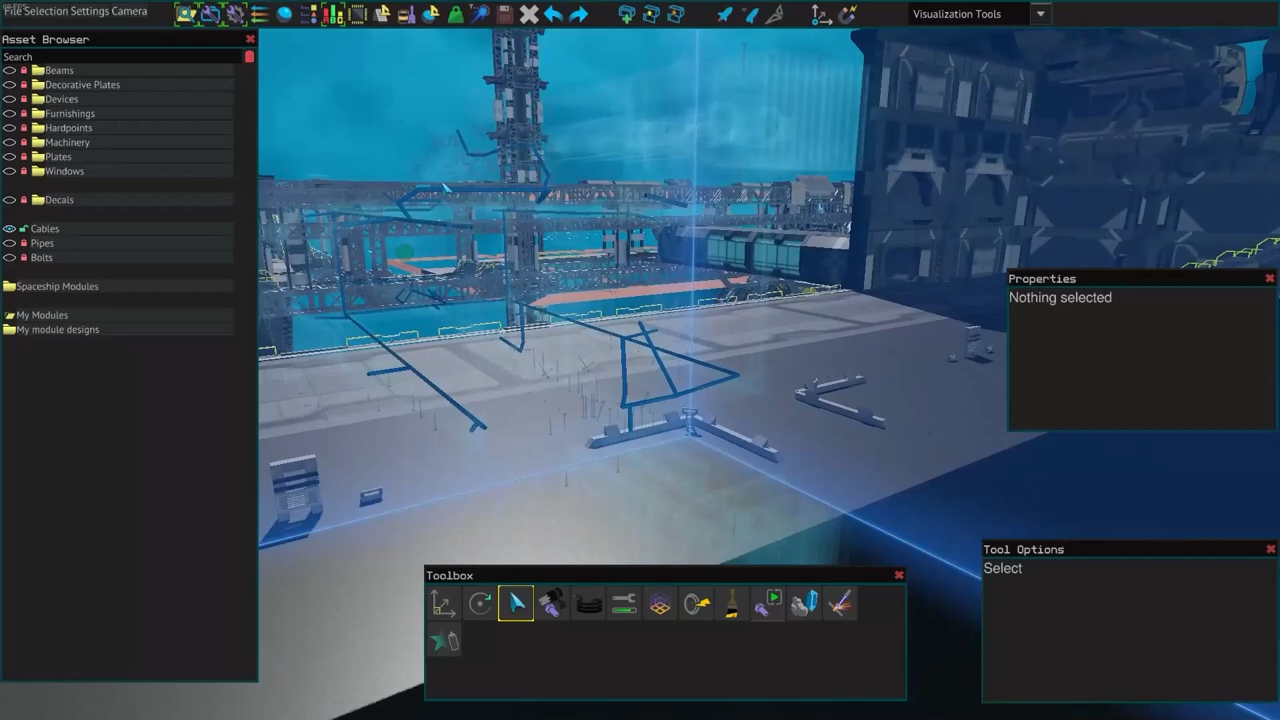 File Selection Settings Camera
Visualization Tools
Asset Browser
Search
Beams
Decorative Plates
Devices
Furnishings
Hardpoints
Machinery
Plates
Windows
Decals
Cables
Pipes
Bolts
Spaceship Modules
My Modules
My module designs
Properties
Nothing selected
Tool Options
Select
Toolbox